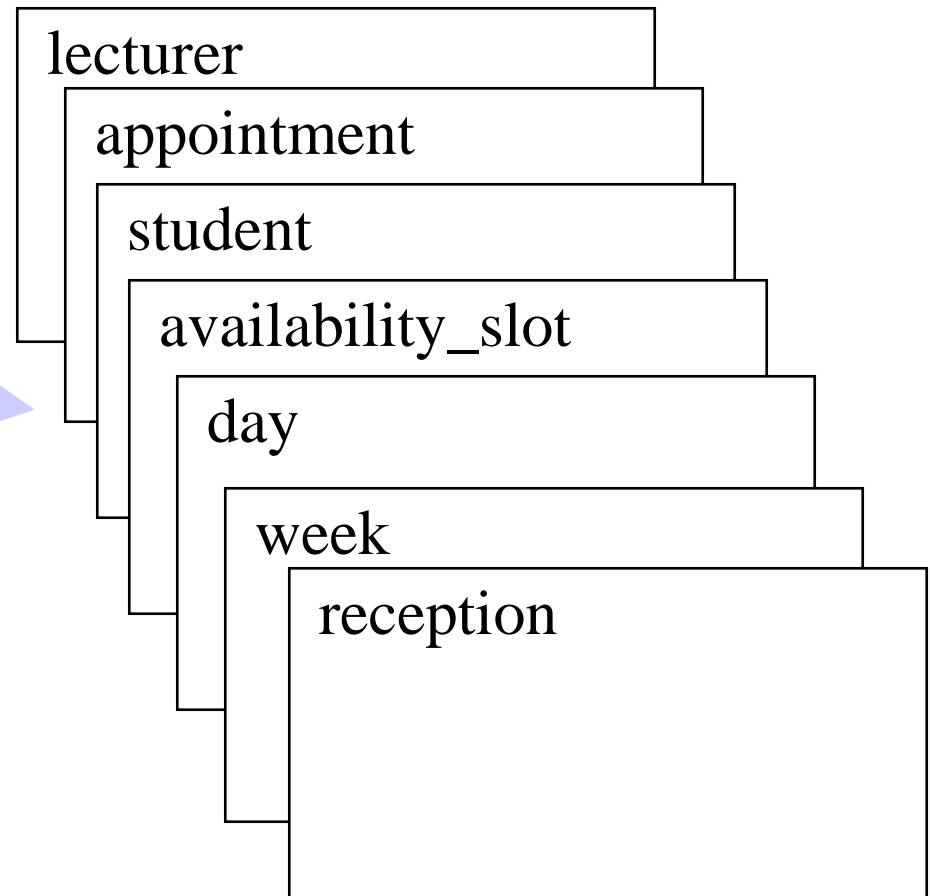 lecturer
appointment
student
availability_slot
day
week
reception